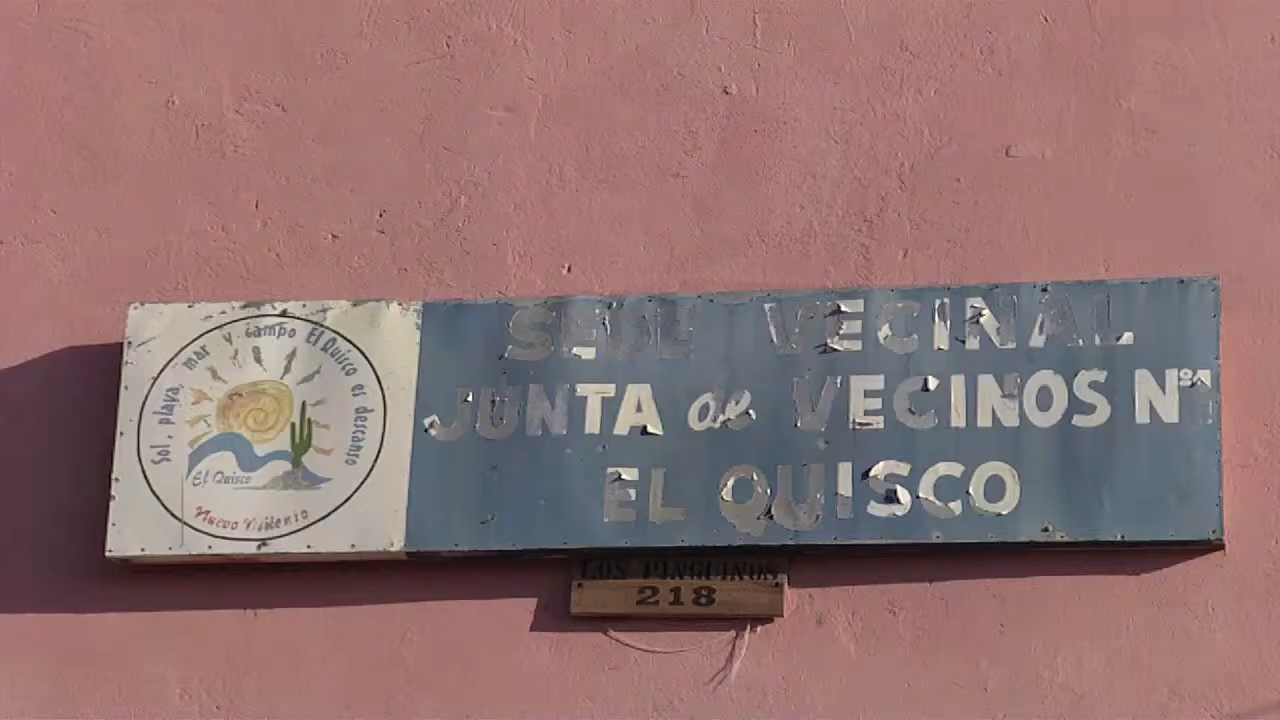 Sol, playa, mar y campo El Quisco es descanso
El Quisco
Nuevo Milenio
SEDE VECINAL
JUNTA de VECINOS Nº1
EL QUISCO
LOS PINGUINOS
218